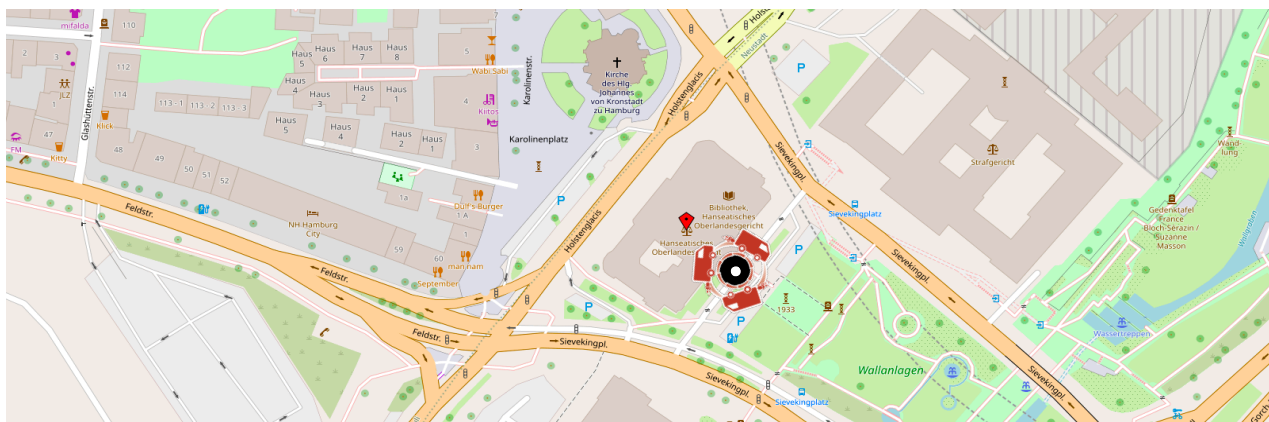 mifalda
110
2
3
JLZ
112
114
1
Glashüttenstr.
Klick
47
FM
Kitty
48
49
50
51
52
113 - 1
113 - 2
113 - 3
Haus
5
Haus
6
Haus
7
Haus
8
Haus
4
Haus
3
Haus
2
Haus
1
Haus
5
Haus
4
Haus
2
Haus
1
5
Wabi Sabi
4
Kiitos
3
Karolinenstr.
Karolinenplatz
Kirche
des Hlg.
Johannes
von Kronstadt
zu Hamburg
Holstenglacis
Neustadt
P
Sievekingpl.
Strafgericht
Wand-
lung
Gedenktafel
France
Bloch-Sérazin /
Suzanne
Masson
Wallgraben
1a
1 A
Dulf's Burger
1
NH Hamburg
City
59
60
man nam
September
Feldstr.
Feldstr.
Feldstr.
Holstenglacis
P
P
Bibliothek,
Hanseatisches
Oberlandesgericht
Hanseatisches
Sievekingplatz
P
P
1933
Sievekingpl.
Wassertreppen
Sievekingpl.
Sievekingpl.
Wallanlagen
Sievekingplatz
Sievekingpl.